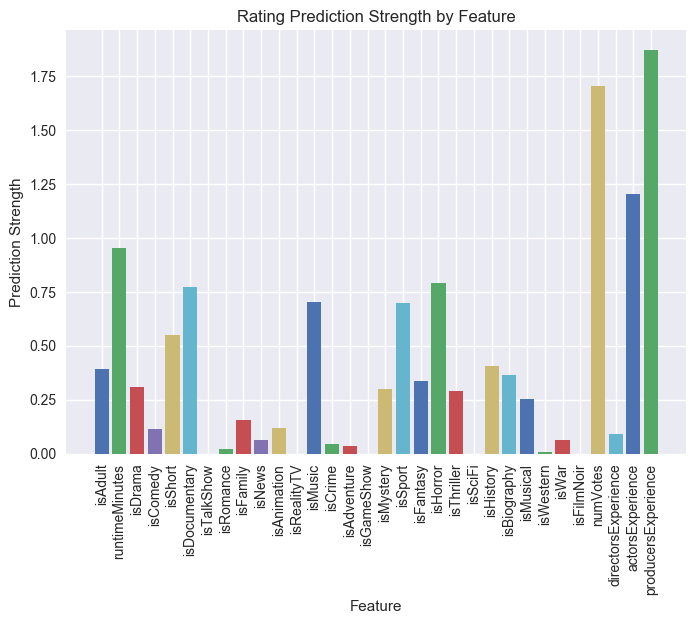 Rating Prediction Strength by Feature
Prediction Strength
1.75
1.50
1.25
1.00
0.75
0.50
0.25
0.00
isAdult
runtimeMinutes
isDrama
isComedy
isShort
isDocumentary
isTalkShow
isRomance
isFamily
isNews
isAnimation
isRealityTV
isMusic
isCrime
isAdventure
isGameShow
isMystery
isSport
isFantasy
isHorror
isThriller
isSciFi
isHistory
isBiography
isMusical
isWestern
isWar
isFilmNoir
numVotes
directorsExperience
actorsExperience
producersExperience
Feature